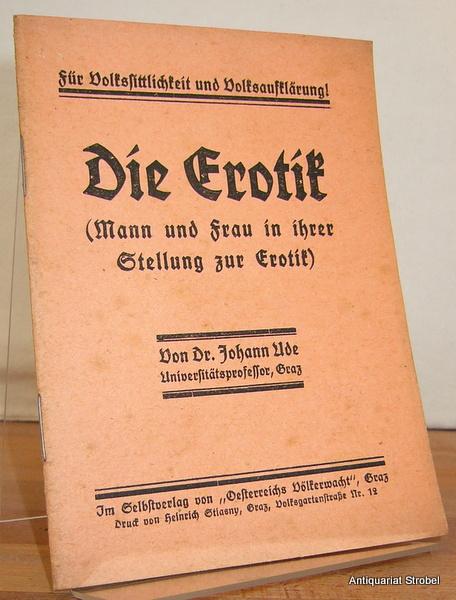 Für Volkssittlichkeit und Volksaufklärung!
Die Erotik
(Mann und Frau in ihrer
Stellung zur Erotik)
Von Dr. Johann Ude
Universitätsprofessor, Graz
Im Selbstverlag von „Oesterreichs Völkerwacht", Graz
Druck von Heinrich Stiasny, Graz, Volksgartenstraße Nr. 12
Antiquariat Strobel